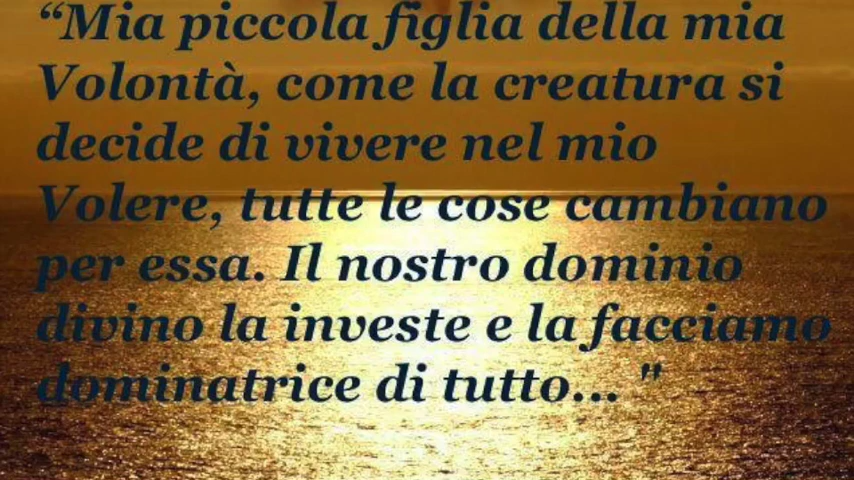 “Mia piccola figlia della mia
Volontà, come la creatura si
decide di vivere nel mio
Volere, tutte le cose cambiano
per essa. Il nostro dominio
divino la investe e la facciamo
dominatrice di tutto... "